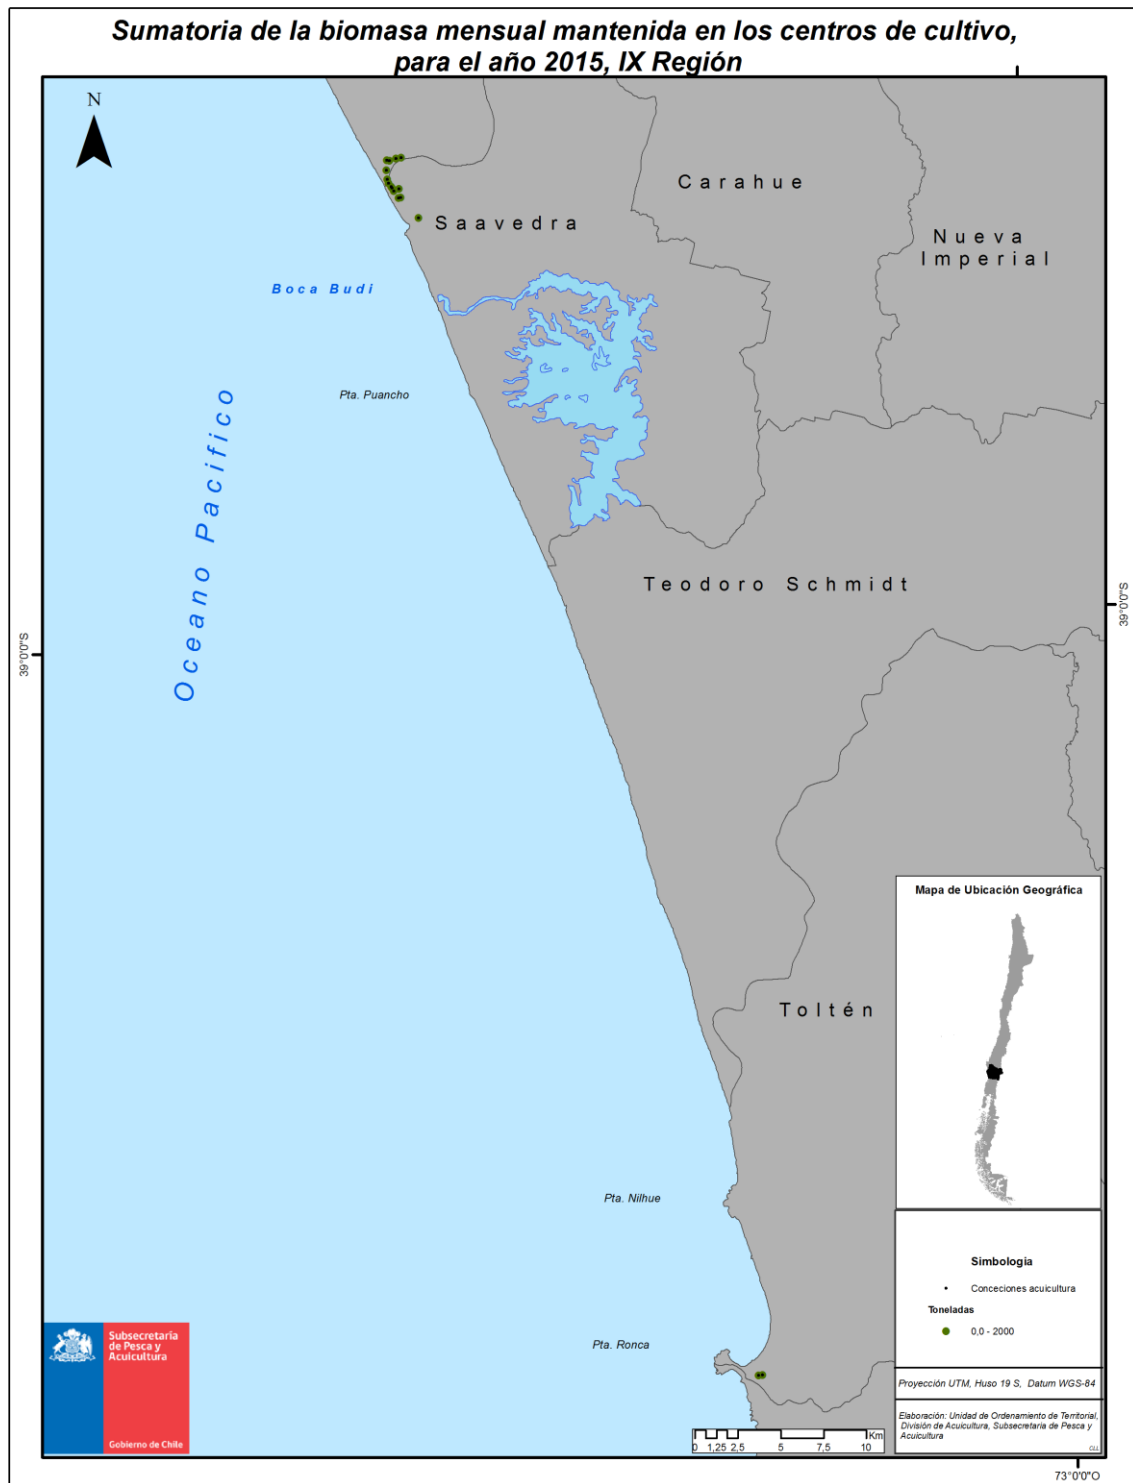 Sumatoria de la biomasa mensual mantenida en los centros de cultivo,
para el año 2015, IX Región
N
Carahue
Saavedra
Nueva
Imperial
Boca Budi
Pta. Puancho
Oceano Pacifico
Teodoro Schmidt
39°0'0"S
39°0'0"S
Mapa de Ubicación Geográfica
Toltén
Pta. Nilhue
Simbologia
Conceciones acuicultura
Toneladas
0,0 - 2000
Pta. Ronca
Subsecretaría
de Pesca y
Acuicultura
Gobierno de Chile
Proyección UTM, Huso 19 S, Datum WGS-84
Elaboración: Unidad de Ordenamiento de Territorial,
División de Acuicultura, Subsecretaria de Pesca y
Acuicultura
Km
0 1,25 2,5 5 7,5 10
73°0'0"O